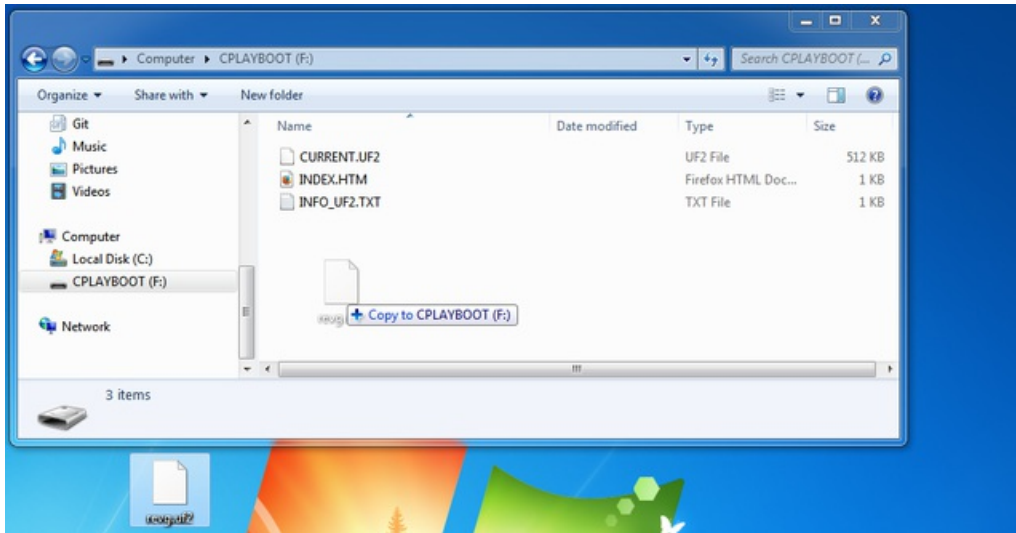 Computer CPLAYBOOT (F:) Search CPLAYBOOT (...
Organize Share with New folder
Name Date modified Type Size
Git
Music
Pictures
Videos
Computer
Local Disk (C:)
CPLAYBOOT (F:)
Network
CURRENT.UF2 UF2 File 512 KB
INDEX.HTM Firefox HTML Doc... 1 KB
INFO_UF2.TXT TXT File 1 KB
Copy to CPLAYBOOT (F:)
3 items